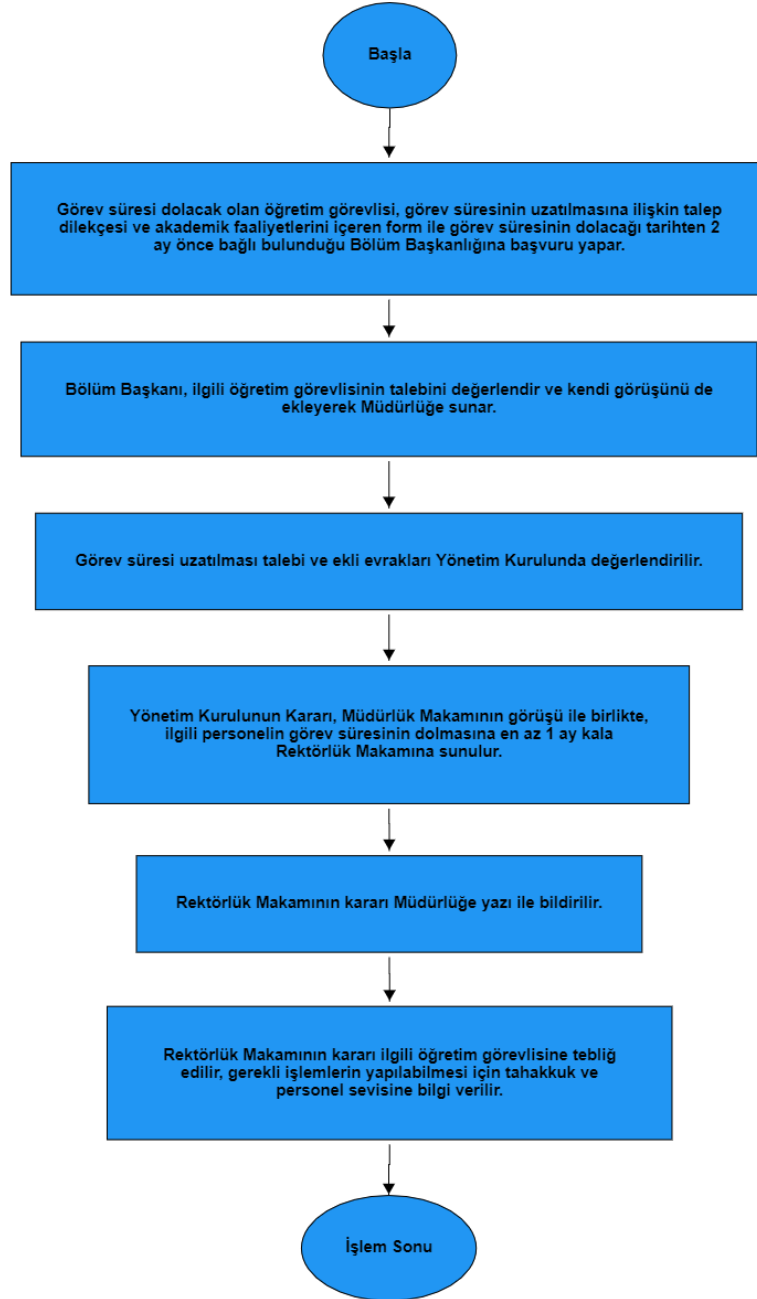 Başla
Görev süresi dolacak olan öğretim görevlisi, görev süresinin uzatılmasına ilişkin talep
dilekçesi ve akademik faaliyetlerini içeren form ile görev süresinin dolacağı tarihten 2
ay önce bağlı bulunduğu Bölüm Başkanlığına başvuru yapar.
Bölüm Başkanı, ilgili öğretim görevlisinin talebini değerlendir ve kendi görüşünü de
ekleyerek Müdürlüğe sunar.
Görev süresi uzatılması talebi ve ekli evrakları Yönetim Kurulunda değerlendirilir.
Yönetim Kurulunun Kararı, Müdürlük Makamının görüşü ile birlikte,
ilgili personelin görev süresinin dolmasına en az 1 ay kala
Rektörlük Makamına sunulur.
Rektörlük Makamının kararı Müdürlüğe yazı ile bildirilir.
Rektörlük Makamının kararı ilgili öğretim görevlisine tebliğ
edilir, gerekli işlemlerin yapılabilmesi için tahakkuk ve
personel sevisine bilgi verilir.
İşlem Sonu